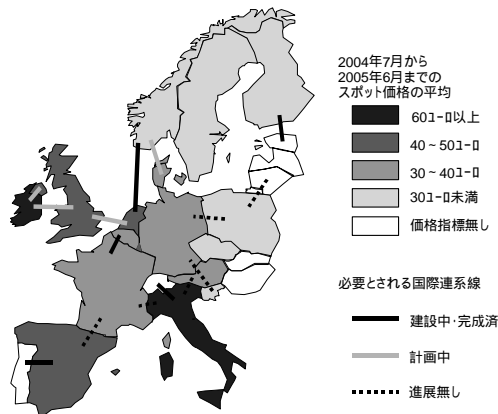 2004年7月から
2005年6月までの
スポット価格の平均
60ユーロ以上
40～50ユーロ
30～40ユーロ
30ユーロ未満
価格指標無し
必要とされる国際連系線
建設中・完成済
計画中
進展無し